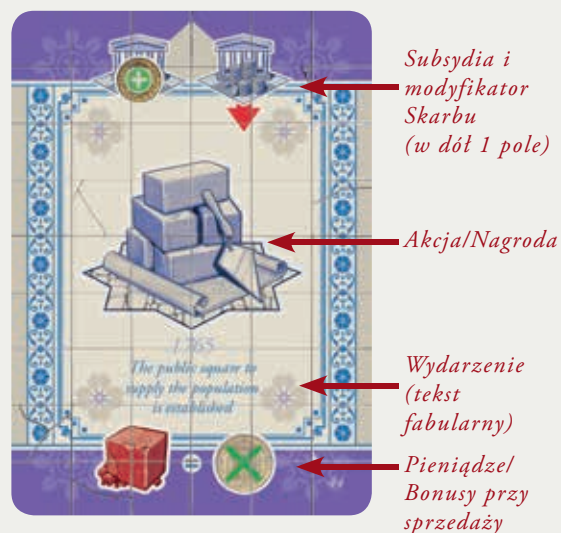 Subsydia i
modyfikator
Skarbu
(w dół 1 pole)
Akcja/Nagroda
1765
The public square to
supply the population
is established
Wydarzenie
(tekst
fabularny)
Pieniądze/
Bonusy przy
sprzedaży